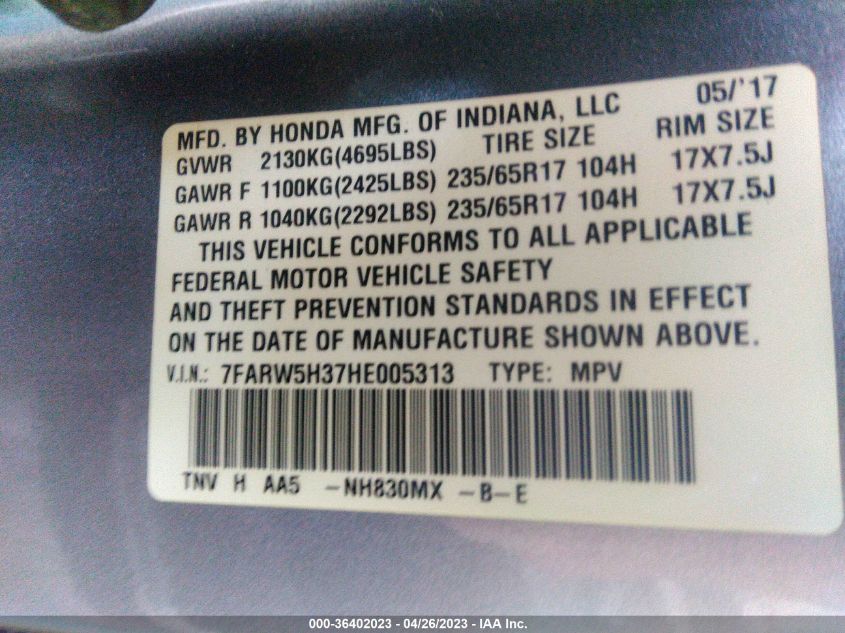 MFD. BY HONDA MFG. OF INDIANA, LLC 05/'17
GVWR 2130KG(4695LBS) TIRE SIZE RIM SIZE
GAWR F 1100KG(2425LBS) 235/65R17 104H 17X7.5J
GAWR R 1040KG(2292LBS) 235/65R17 104H 17X7.5J
THIS VEHICLE CONFORMS TO ALL APPLICABLE
FEDERAL MOTOR VEHICLE SAFETY
AND THEFT PREVENTION STANDARDS IN EFFECT
ON THE DATE OF MANUFACTURE SHOWN ABOVE.
V.I.N.: 7FARW5H37HE005313 TYPE: MPV
TNV H AA5 -NH830MX -B-E
000-36402023 - 04/26/2023 - IAA Inc.